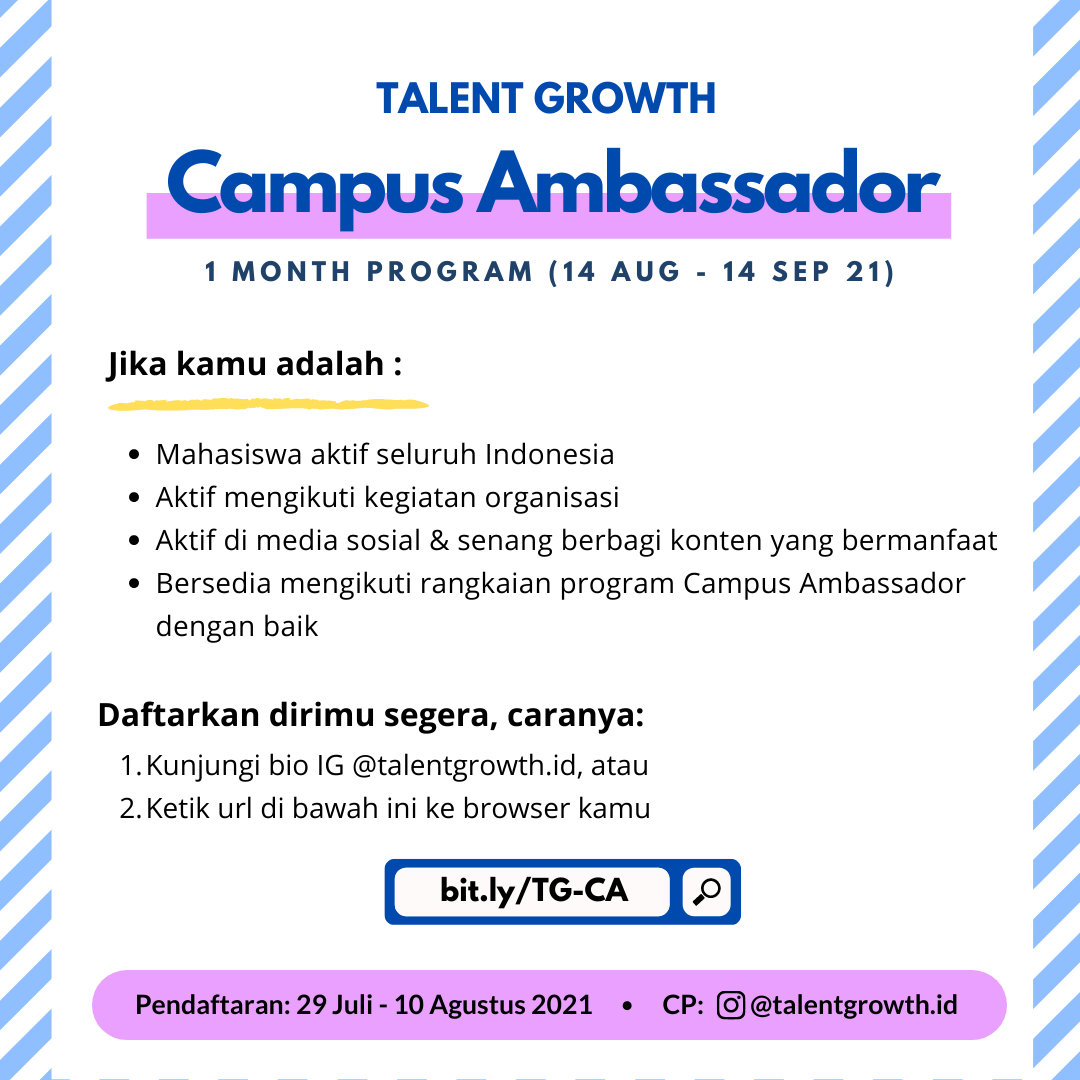 TALENT GROWTH
Campus Ambassador
1 MONTH PROGRAM (14 AUG - 14 SEP 21)
Jika kamu adalah :
• Mahasiswa aktif seluruh Indonesia
• Aktif mengikuti kegiatan organisasi
• Aktif di media sosial & senang berbagi konten yang bermanfaat
• Bersedia mengikuti rangkaian program Campus Ambassador
dengan baik
Daftarkan dirimu segera, caranya:
1. Kunjungi bio IG @talentgrowth.id, atau
2. Ketik url di bawah ini ke browser kamu
bit.ly/TG-CA
Pendaftaran: 29 Juli - 10 Agustus 2021 • CP: @talentgrowth.id